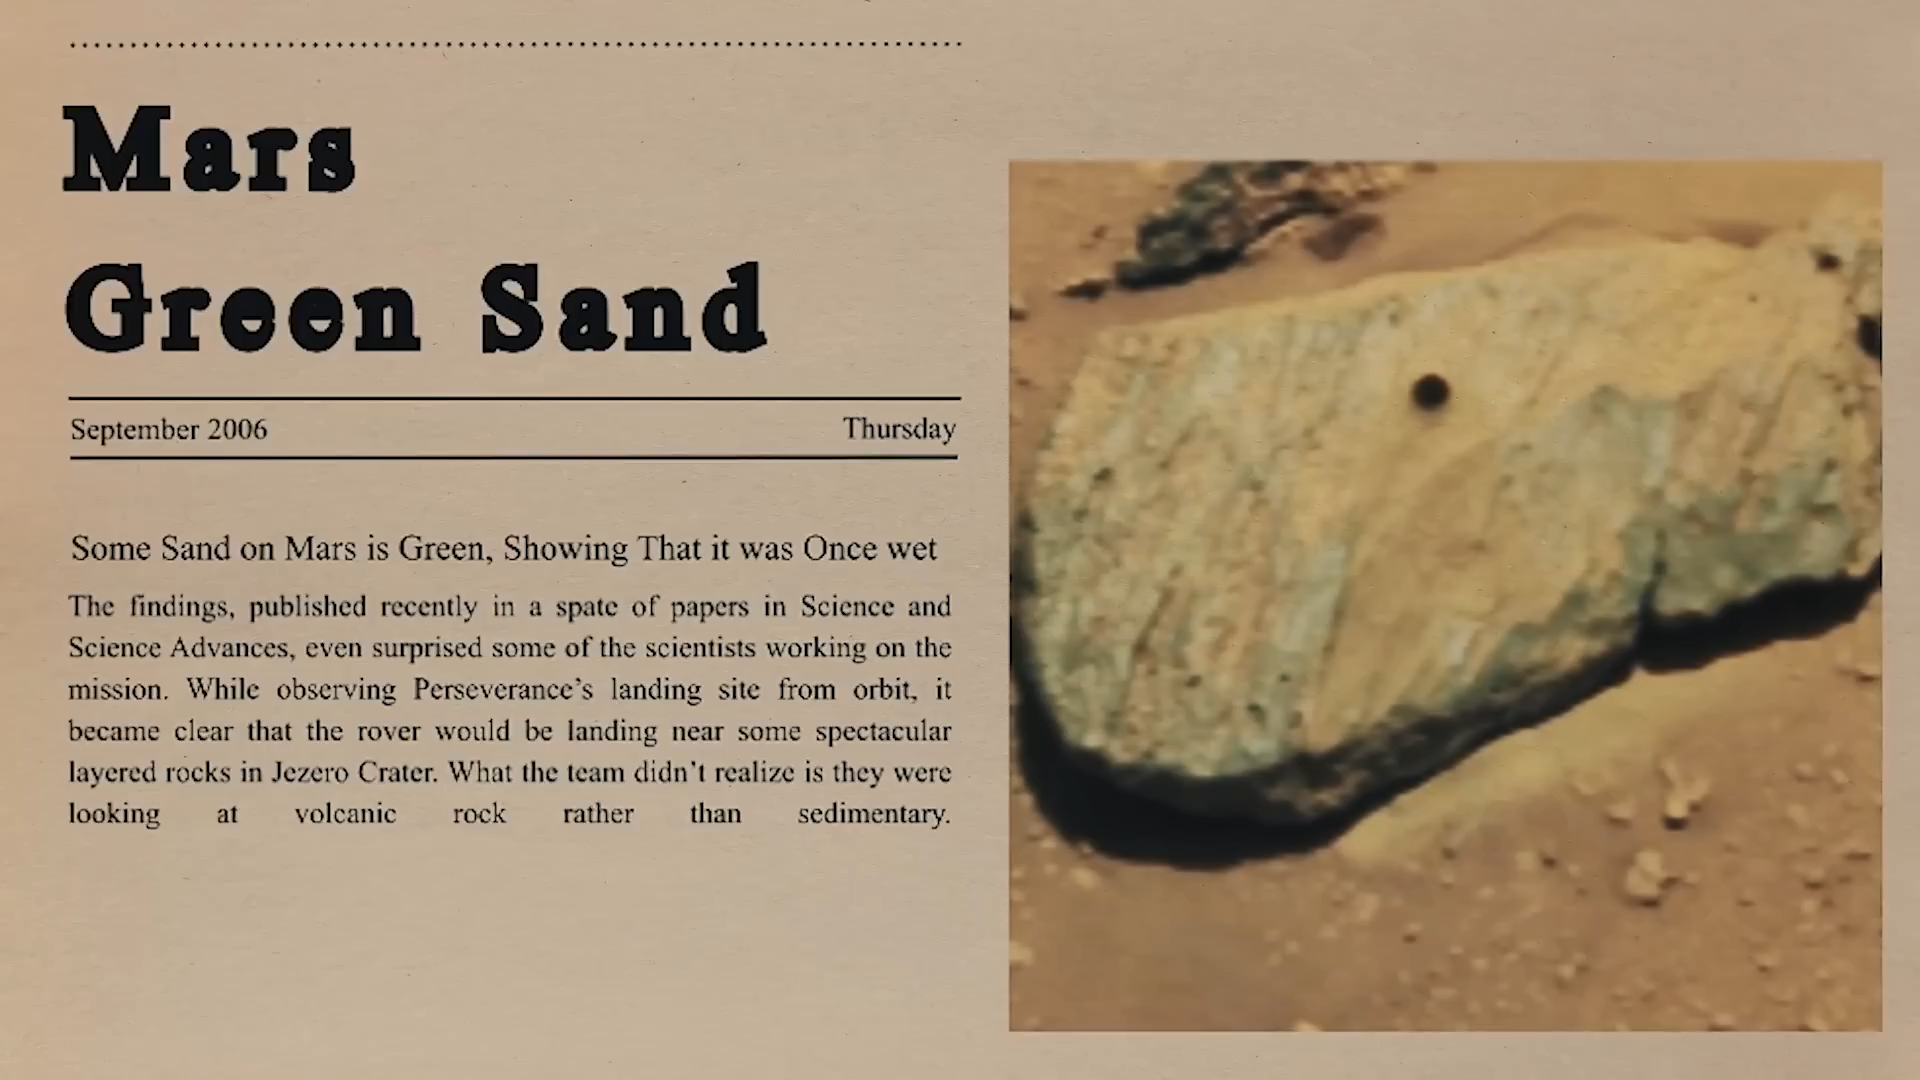 Mars
Green Sand
September 2006 Thursday
Some Sand on Mars is Green, Showing That it was Once wet
The findings, published recently in a spate of papers in Science and
Science Advances, even surprised some of the scientists working on the
mission. While observing Perseverance’s landing site from orbit, it
became clear that the rover would be landing near some spectacular
layered rocks in Jezero Crater. What the team didn’t realize is they were
looking at volcanic rock rather than sedimentary.